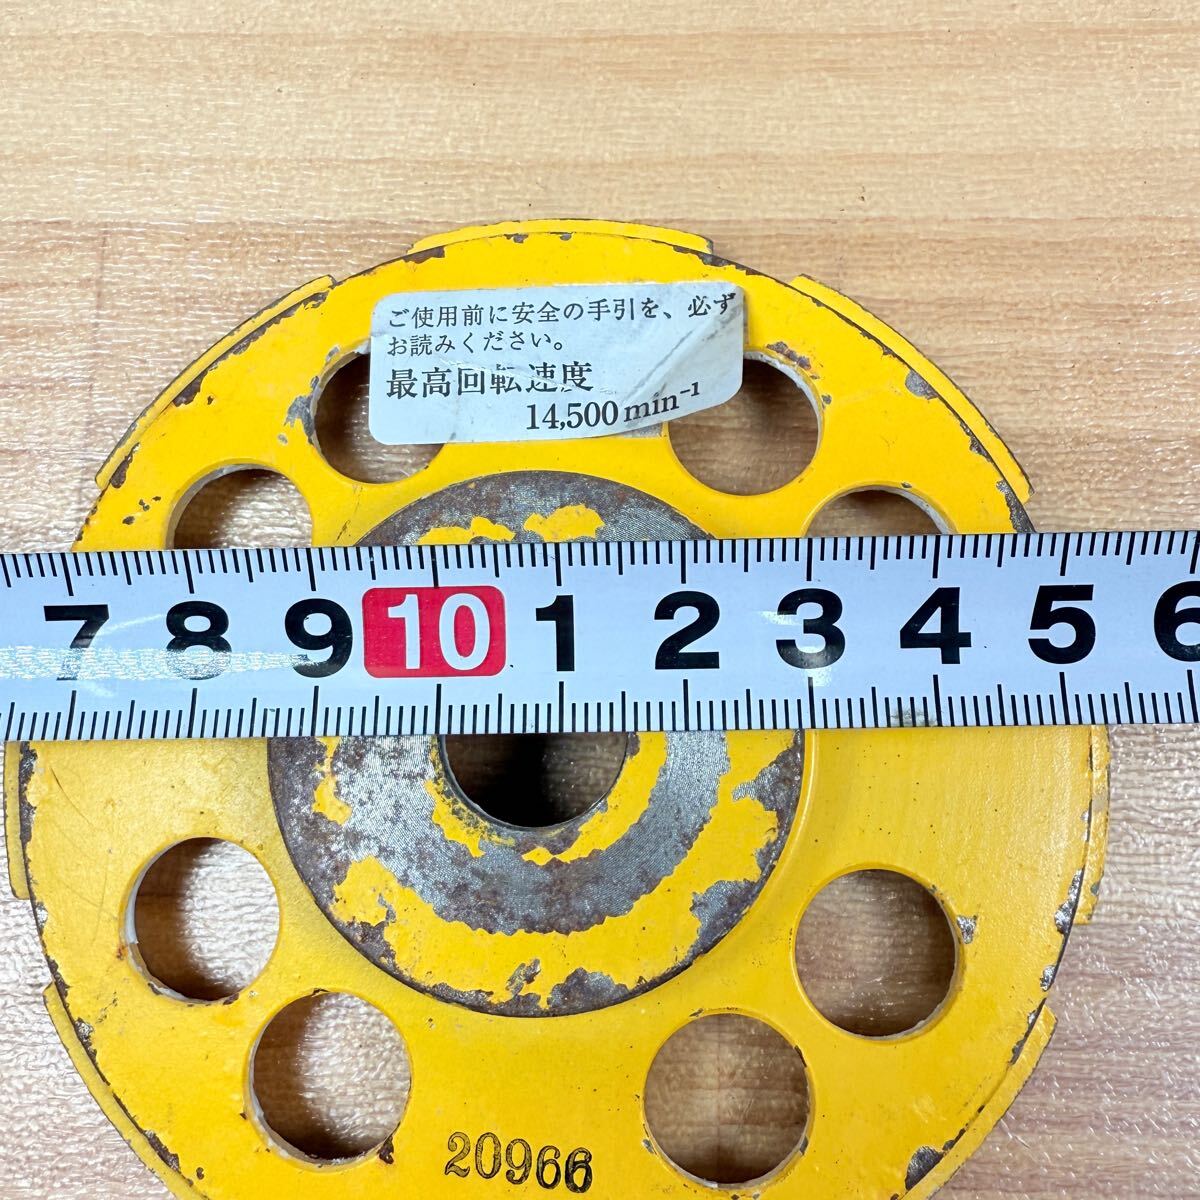 ご使用前に安全の手引を、必ず
お読みください。
最高回転速度
14,500 min⁻¹
7 8 9 10 1 2 3 4 5 6
20966